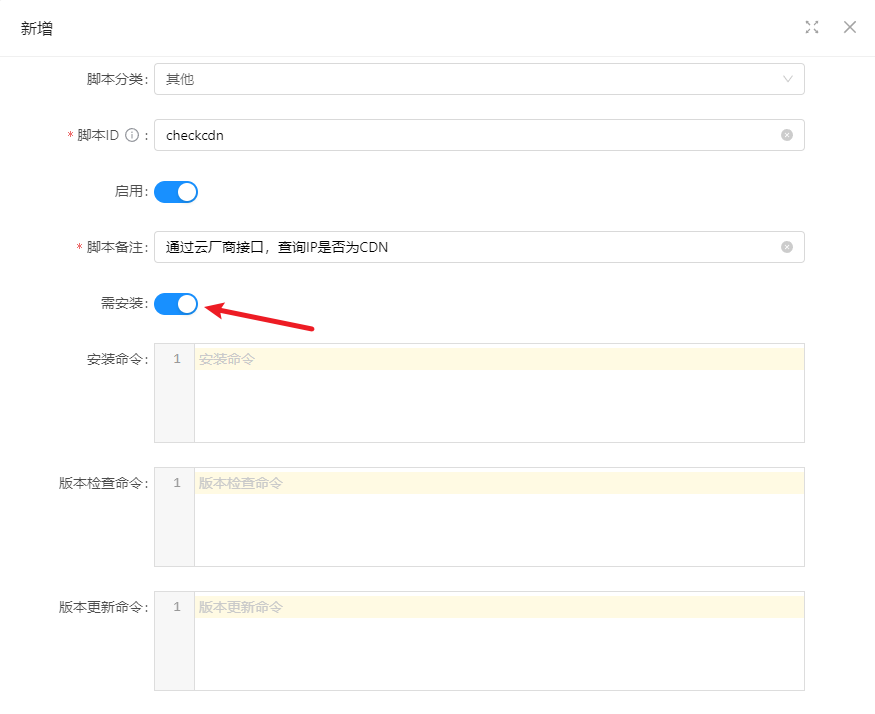 新增
脚本分类: 其他
* 脚本ID : checkcdn
启用:
* 脚本备注: 通过云厂商接口，查询IP是否为CDN
需安装:
安装命令: 1 安装命令
版本检查命令: 1 版本检查命令
版本更新命令: 1 版本更新命令